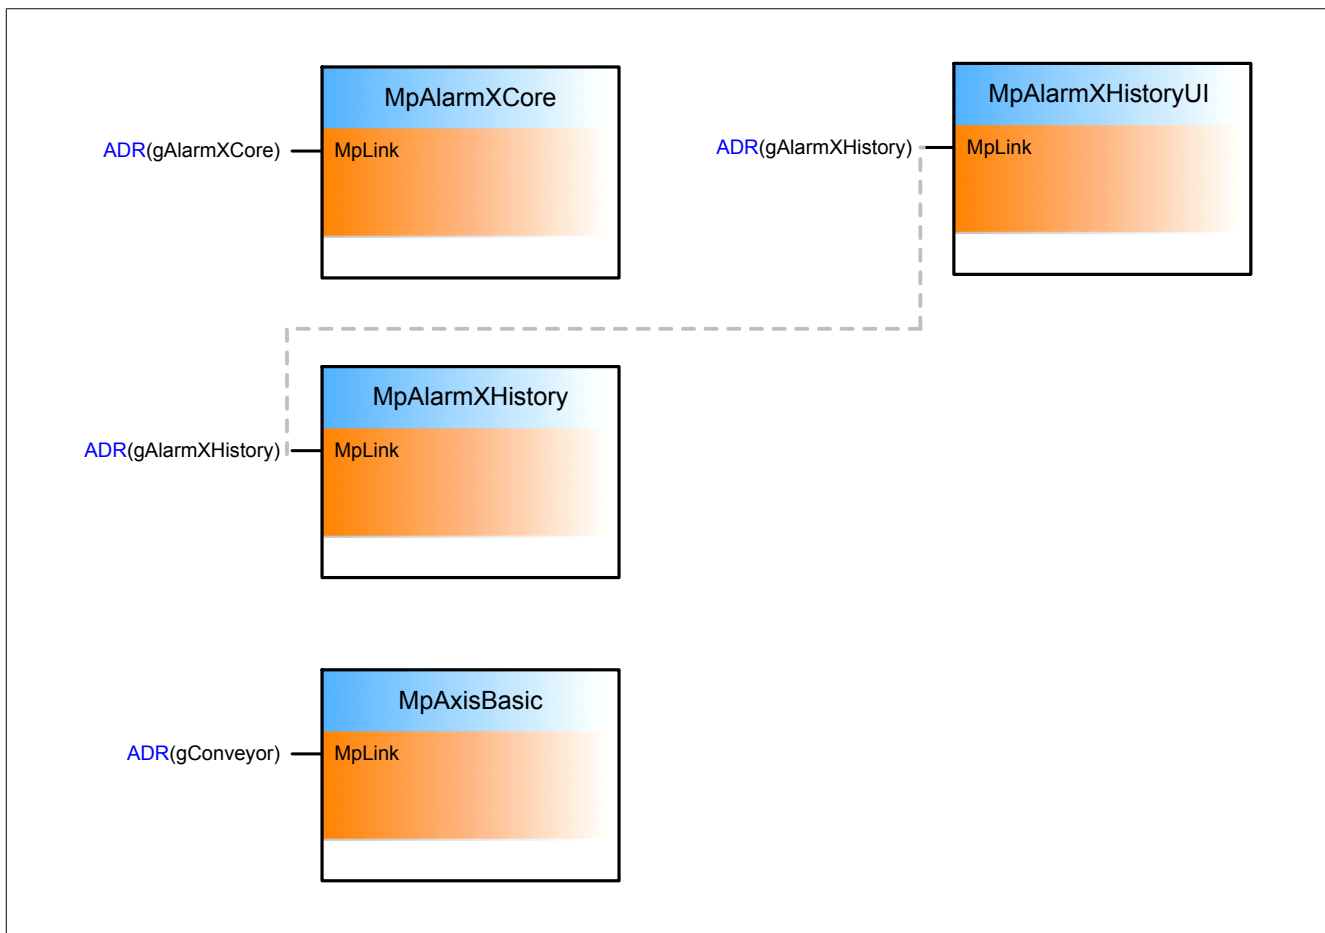 MpAlarmXCore
ADR(gAlarmXCore)
MpLink
MpAlarmXHistoryUI
ADR(gAlarmXHistory)
MpLink
MpAlarmXHistory
ADR(gAlarmXHistory)
MpLink
MpAxisBasic
ADR(gConveyor)
MpLink